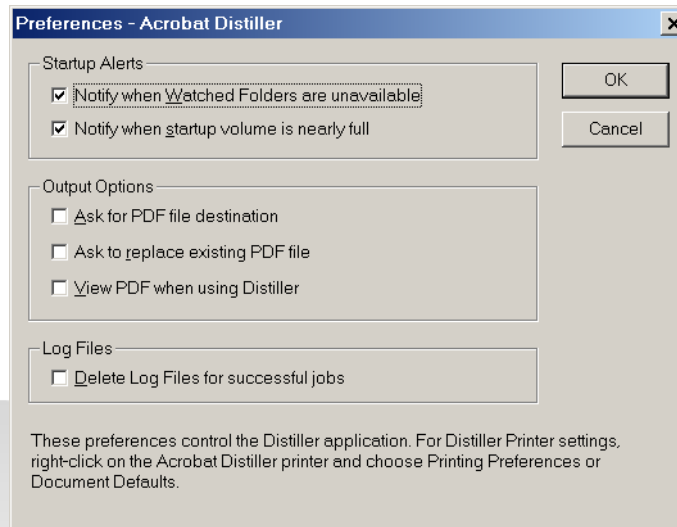 Preferences - Acrobat Distiller
Startup Alerts
Notify when Watched Folders are unavailable
Notify when startup volume is nearly full
OK
Cancel
Output Options
Ask for PDF file destination
Ask to replace existing PDF file
View PDF when using Distiller
Log Files
Delete Log Files for successful jobs
These preferences control the Distiller application. For Distiller Printer settings,
right-click on the Acrobat Distiller printer and choose Printing Preferences or
Document Defaults.